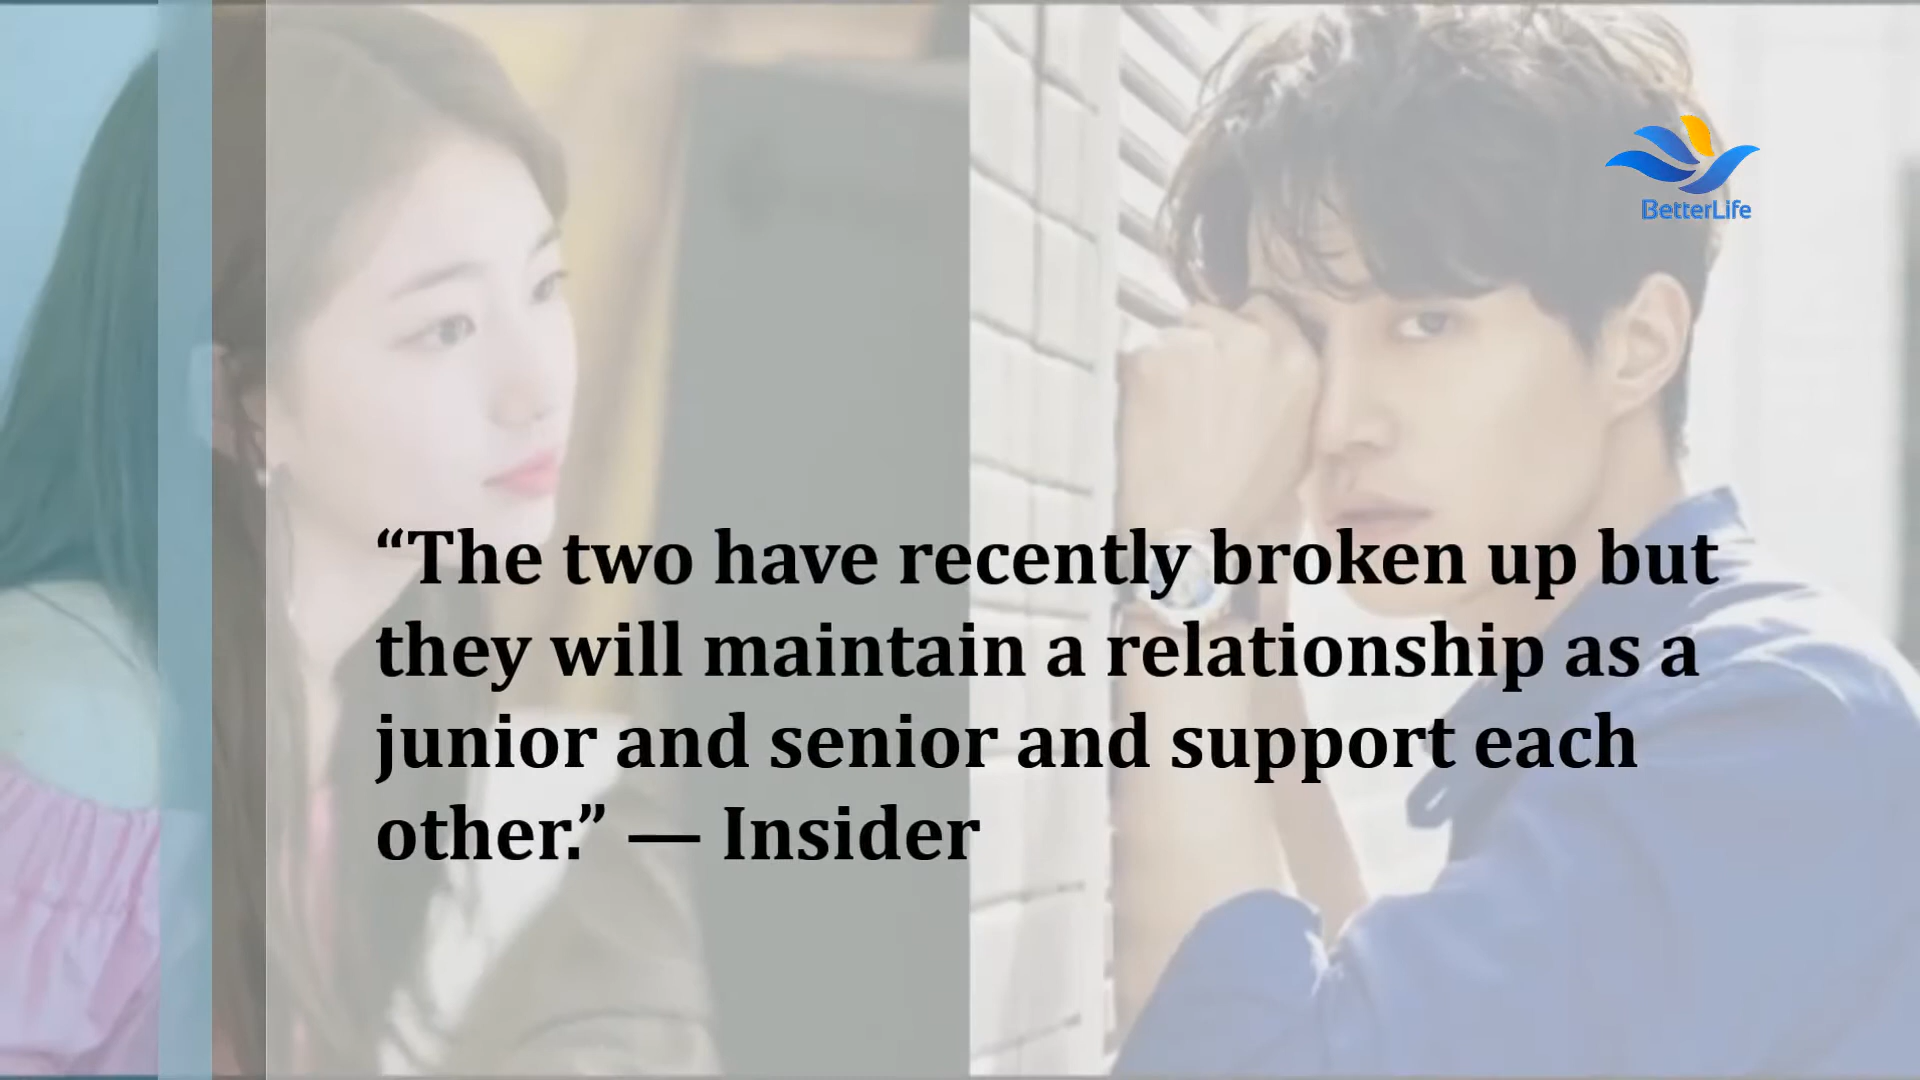 BetterLife
“The two have recently broken up but
they will maintain a relationship as a
junior and senior and support each
other.” — Insider